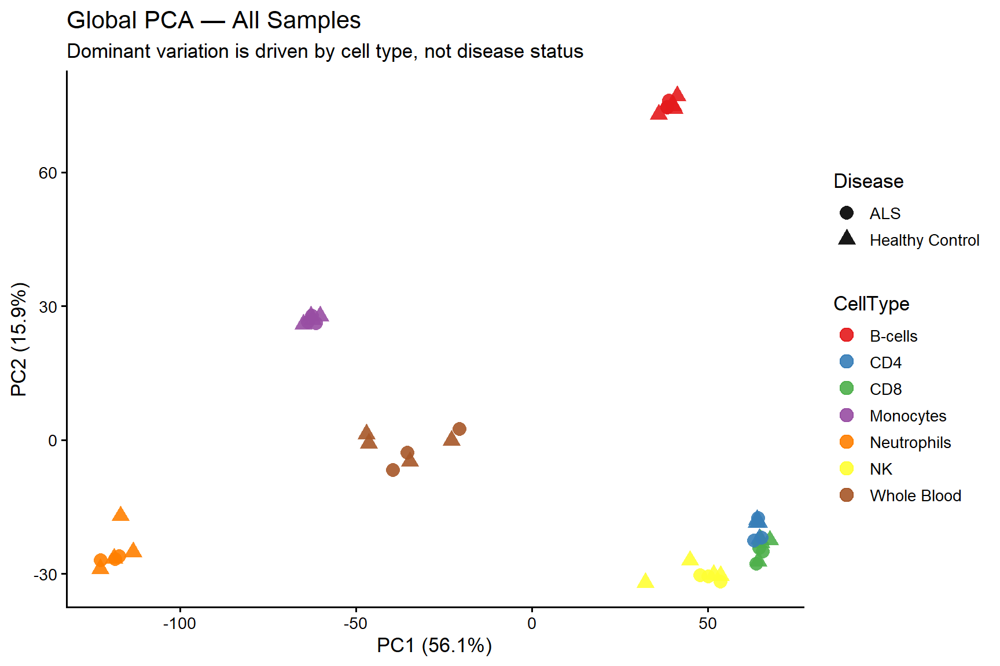 Global PCA — All Samples
Dominant variation is driven by cell type, not disease status
60
30
0
-30
PC2 (15.9%)
-100
-50
0
50
PC1 (56.1%)
Disease
ALS
Healthy Control
CellType
B-cells
CD4
CD8
Monocytes
Neutrophils
NK
Whole Blood